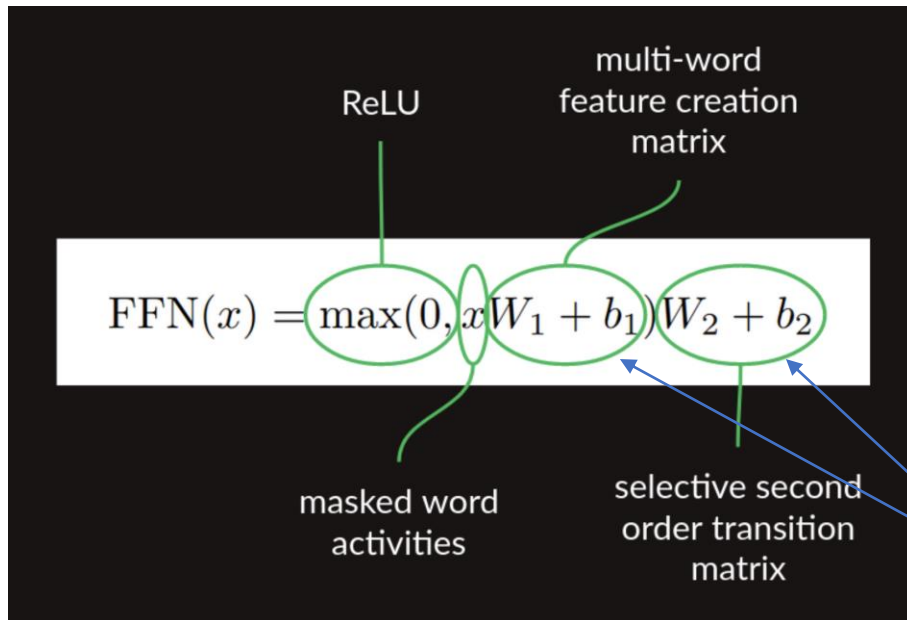 ReLU
multi-word
feature creation
matrix
FFN(x) = max(0, xW₁ + b₁)W₂ + b₂
masked word
activities
selective second
order transition
matrix